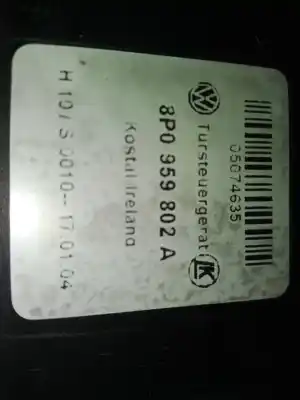 05074635
Türsteuergerät
8P0 959 802 A
Kostal Ireland
H 10 / S 0010--17.01.04